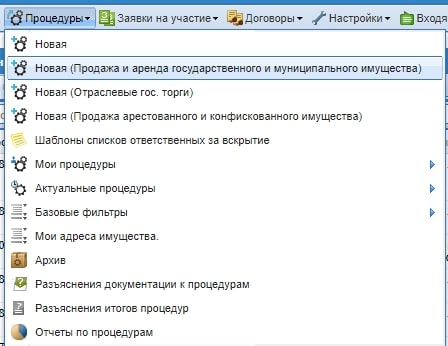 Процедуры Заявки на участие Договоры Настройки Входя
Новая
Новая (Продажа и аренда государственного и муниципального имущества)
Новая (Отраслевые гос. торги)
Новая (Продажа арестованного и конфискованного имущества)
Шаблоны списков ответственных за вскрытие
Мои процедуры
Актуальные процедуры
Базовые фильтры
Мои адреса имущества.
Архив
Разъяснения документации к процедурам
Разъяснения итогов процедур
Отчеты по процедурам